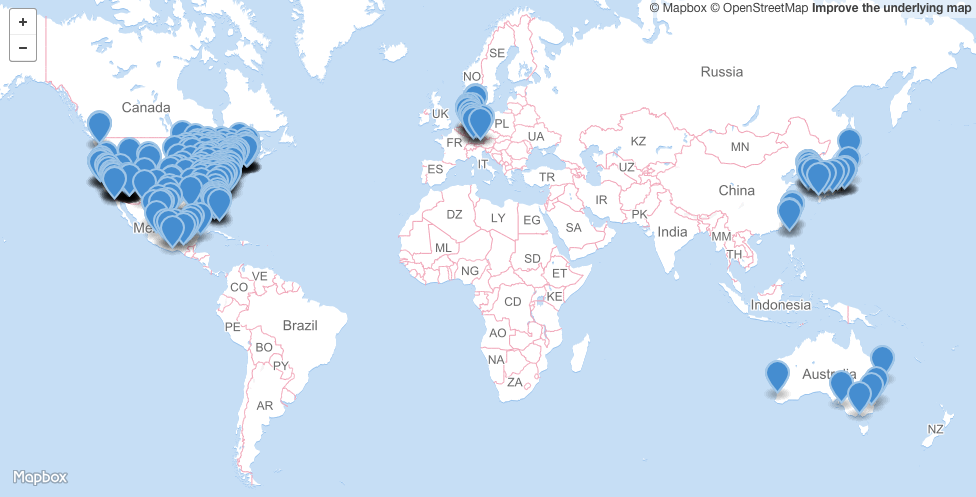 © Mapbox © OpenStreetMap Improve the underlying map
+
−
SE
NO
Russia
Canada
UK
PL
UA
FR
KZ
MN
IT
UZ
ES
TR
China
IR
DZ
LY
EG
PK
SA
India
Me
MM
ML
TH
NG
SD
VE
ET
CO
KE
CD
Indonesia
PE
Brazil
AO
BO
NA
PY
Australia
ZA
AR
NZ
Mapbox